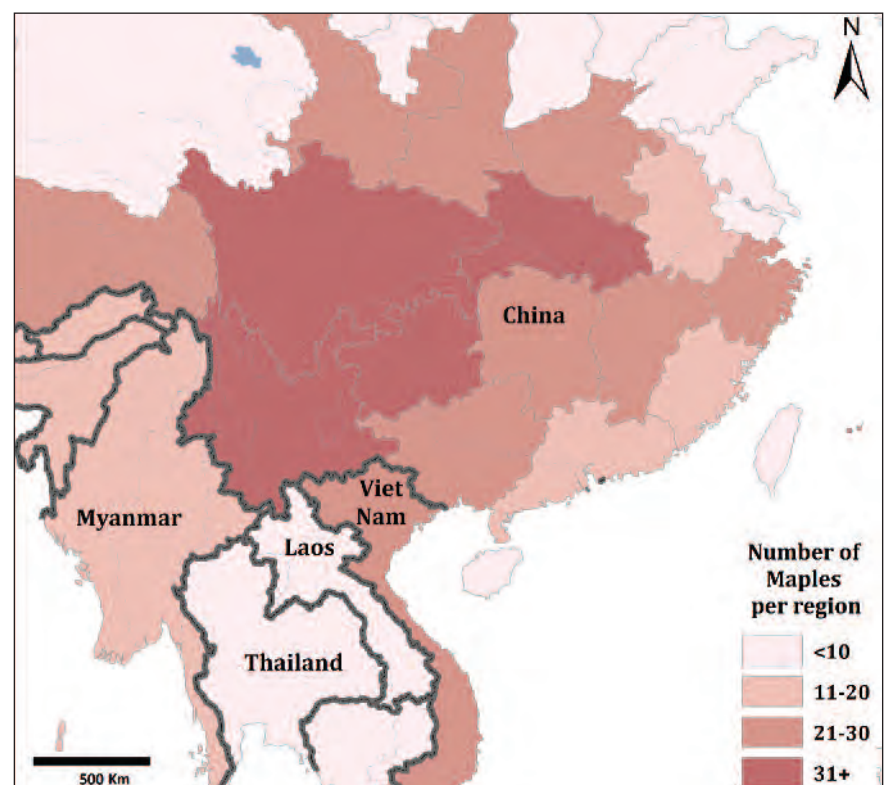 N
China
Viet
Nam
Myanmar
Laos
Thailand
Number of
Maples
per region
<10
11-20
21-30
31+
500 Km